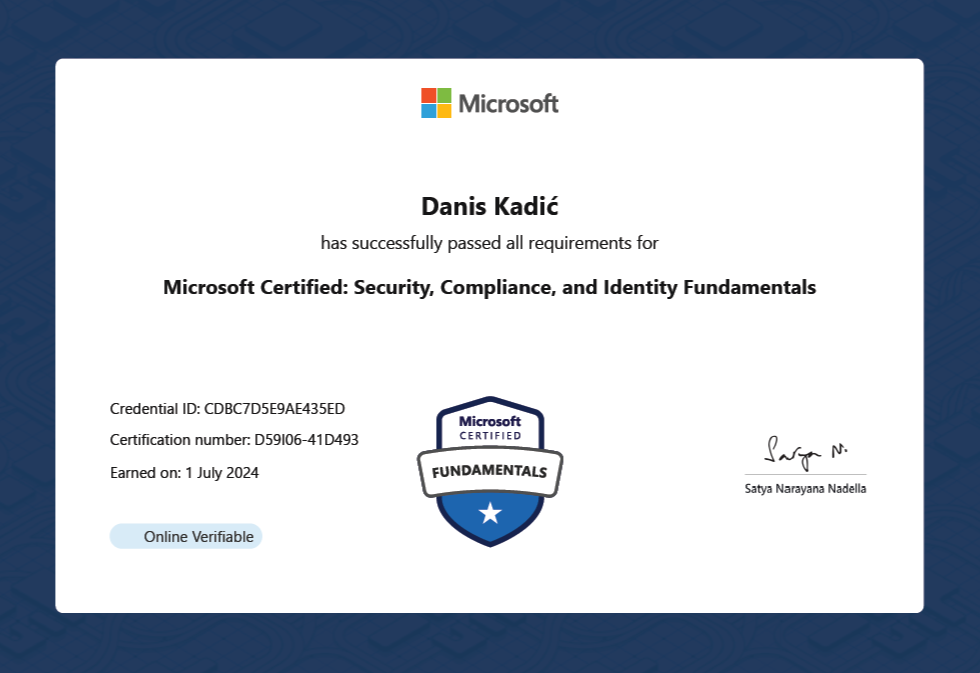 Microsoft
Danis Kadić
has successfully passed all requirements for
Microsoft Certified: Security, Compliance, and Identity Fundamentals
Credential ID: CDBC7D5E9AE435ED
Certification number: D59I06-41D493
Earned on: 1 July 2024
Online Verifiable
Microsoft
CERTIFIED
FUNDAMENTALS
Satya N.
Satya Narayana Nadella